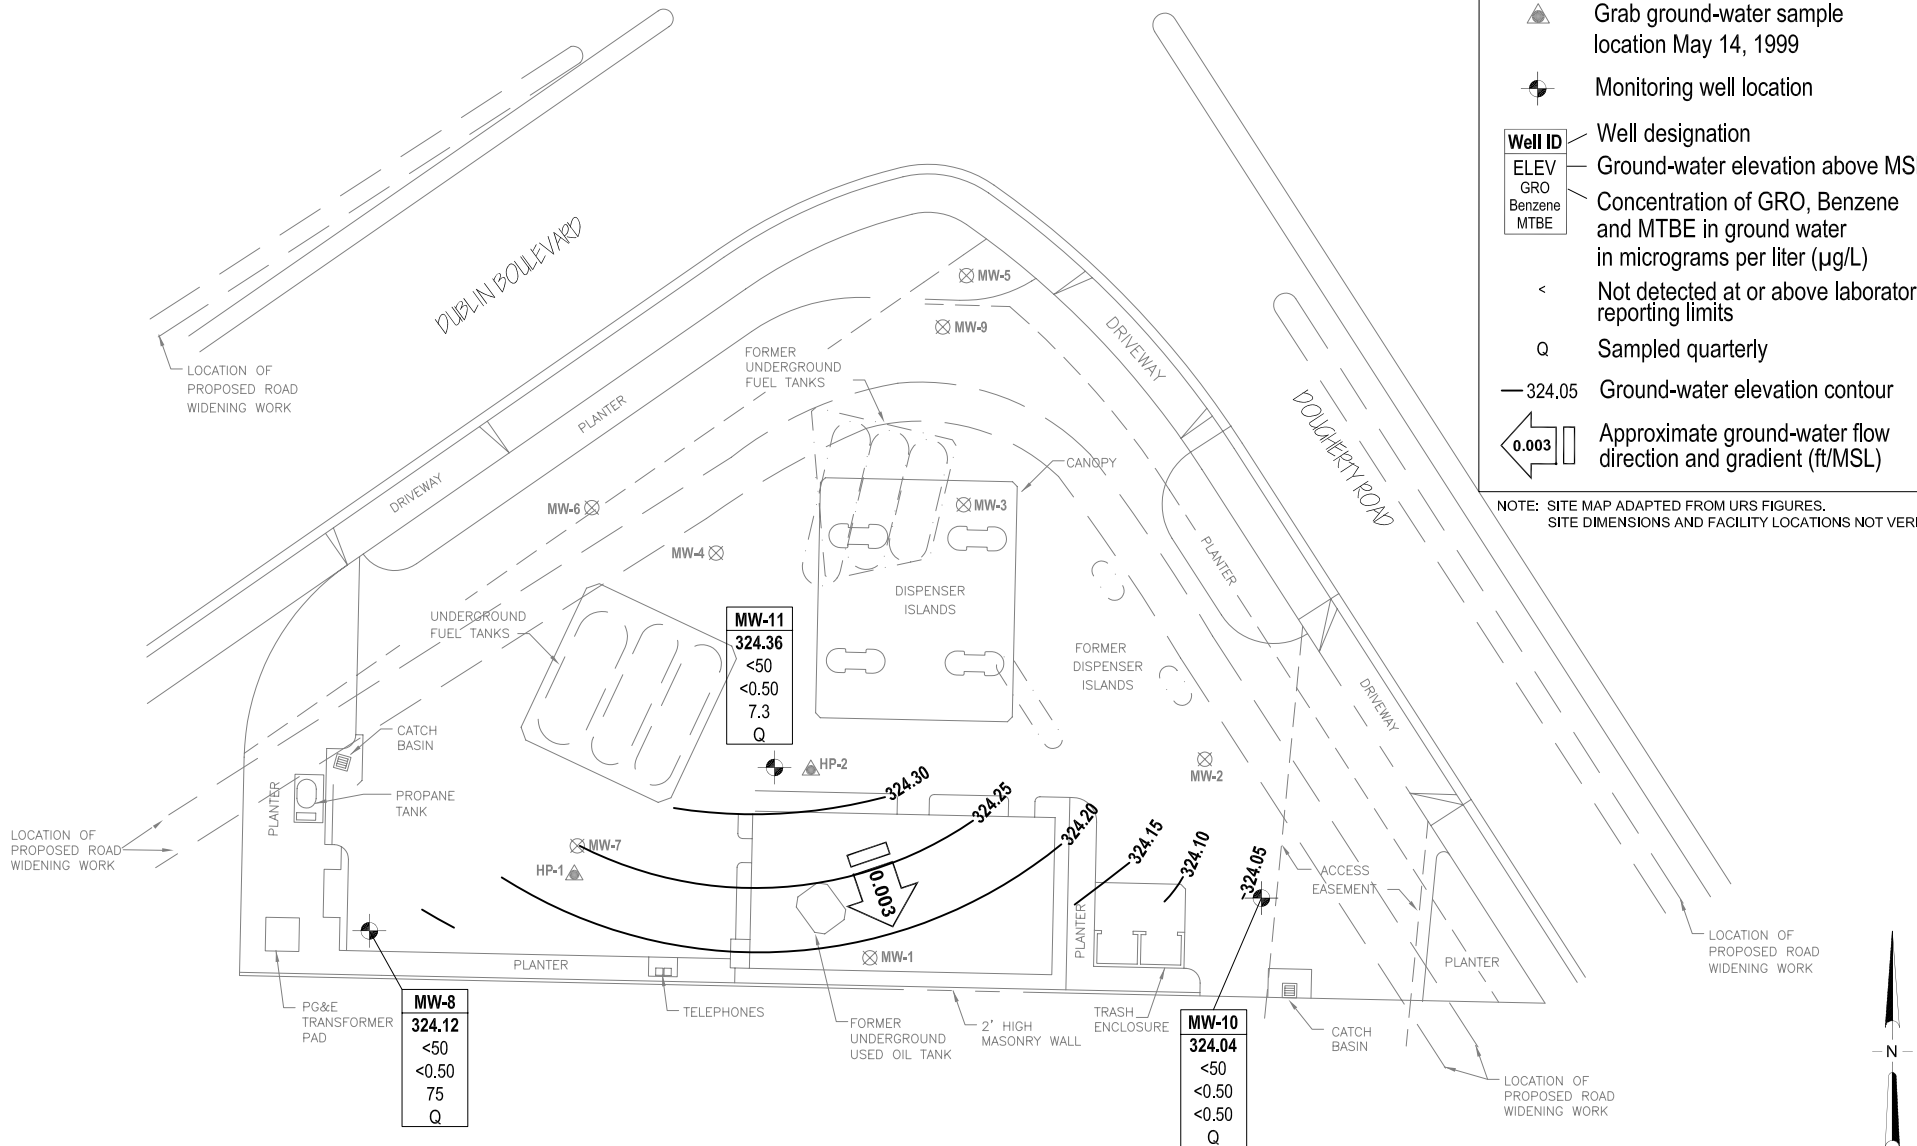 Grab ground-water sample
location May 14, 1999
Monitoring well location
Well ID
ELEV
GRO
Benzene
MTBE
Well designation
Ground-water elevation above MS
Concentration of GRO, Benzene
and MTBE in ground water
in micrograms per liter (µg/L)
<
Not detected at or above laborator
reporting limits
Q
Sampled quarterly
324.05
Ground-water elevation contour
0.003
Approximate ground-water flow
direction and gradient (ft/MSL)
NOTE: SITE MAP ADAPTED FROM URS FIGURES.
SITE DIMENSIONS AND FACILITY LOCATIONS NOT VERI
DUBLIN BOULEVARD
LOCATION OF
PROPOSED ROAD
WIDENING WORK
MW-5
MW-9
DRIVEWAY
FORMER
UNDERGROUND
FUEL TANKS
PLANTER
DOUGHERTY ROAD
CANOPY
DRIVEWAY
MW-6
MW-3
MW-4
PLANTER
DISPENSER
ISLANDS
UNDERGROUND
FUEL TANKS
MW-11
324.36
<50
<0.50
7.3
Q
FORMER
DISPENSER
ISLANDS
DRIVEWAY
CATCH
BASIN
HP-2
MW-2
PROPANE
TANK
PLANTER
324.30
324.25
324.20
324.15
324.10
324.05
LOCATION OF
PROPOSED ROAD
WIDENING WORK
MW-7
HP-1
0.003
ACCESS
EASEMENT
PLANTER
MW-1
PLANTER
PLANTER
LOCATION OF
PROPOSED ROAD
WIDENING WORK
PG&E
TRANSFORMER
PAD
MW-8
324.12
<50
<0.50
75
Q
TELEPHONES
FORMER
UNDERGROUND
USED OIL TANK
2' HIGH
MASONRY WALL
TRASH
ENCLOSURE
MW-10
324.04
<50
<0.50
<0.50
Q
CATCH
BASIN
LOCATION OF
PROPOSED ROAD
WIDENING WORK
N